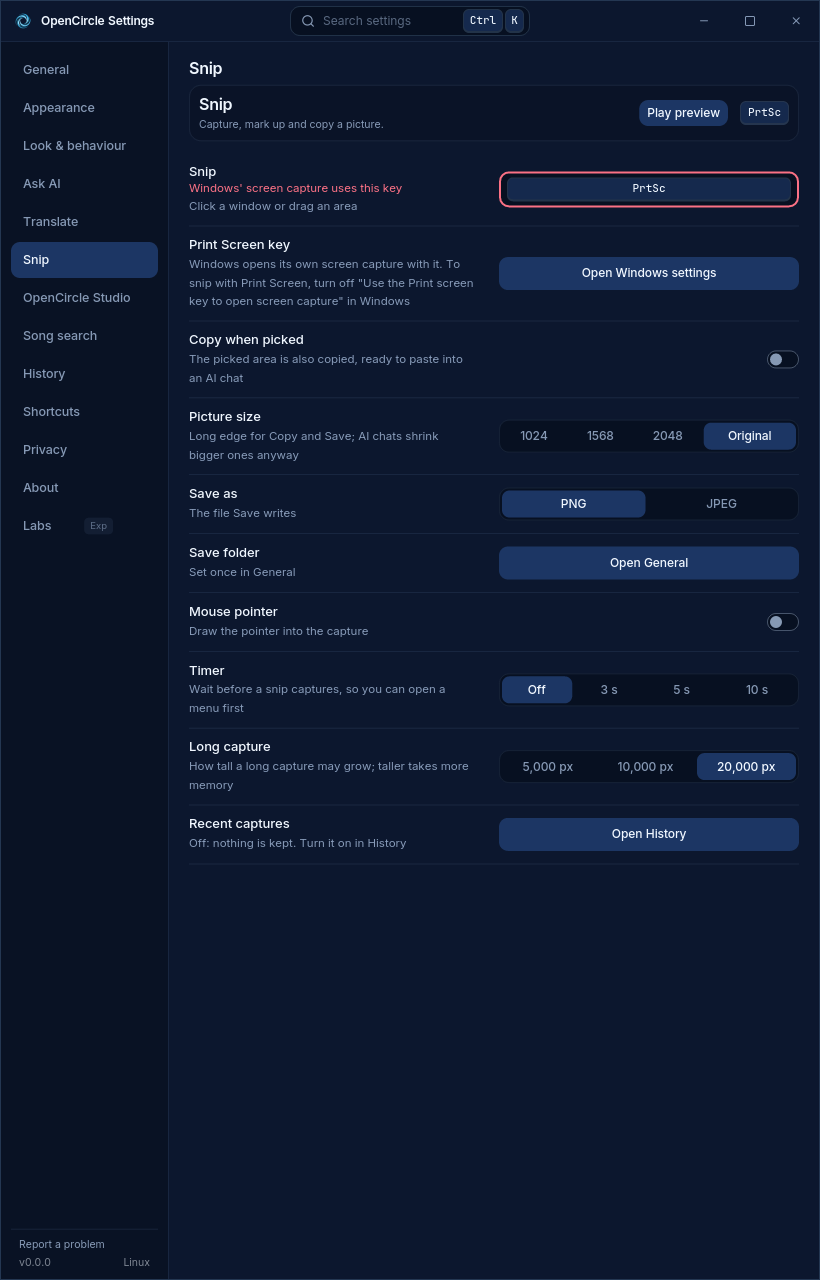 OpenCircle Settings
Search settings
Ctrl K
General
Appearance
Look & behaviour
Ask AI
Translate
Snip
OpenCircle Studio
Song search
History
Shortcuts
Privacy
About
Labs Exp
Report a problem
v0.0.0 Linux
Snip
Snip
Capture, mark up and copy a picture.
Play preview PrtSc
Snip
Windows' screen capture uses this key
Click a window or drag an area
PrtSc
Print Screen key
Windows opens its own screen capture with it. To
snip with Print Screen, turn off "Use the Print screen
key to open screen capture" in Windows
Open Windows settings
Copy when picked
The picked area is also copied, ready to paste into
an AI chat
Picture size
Long edge for Copy and Save; AI chats shrink
bigger ones anyway
1024 1568 2048 Original
Save as
The file Save writes
PNG JPEG
Save folder
Set once in General
Open General
Mouse pointer
Draw the pointer into the capture
Timer
Wait before a snip captures, so you can open a
menu first
Off 3 s 5 s 10 s
Long capture
How tall a long capture may grow; taller takes more
memory
5,000 px 10,000 px 20,000 px
Recent captures
Off: nothing is kept. Turn it on in History
Open History